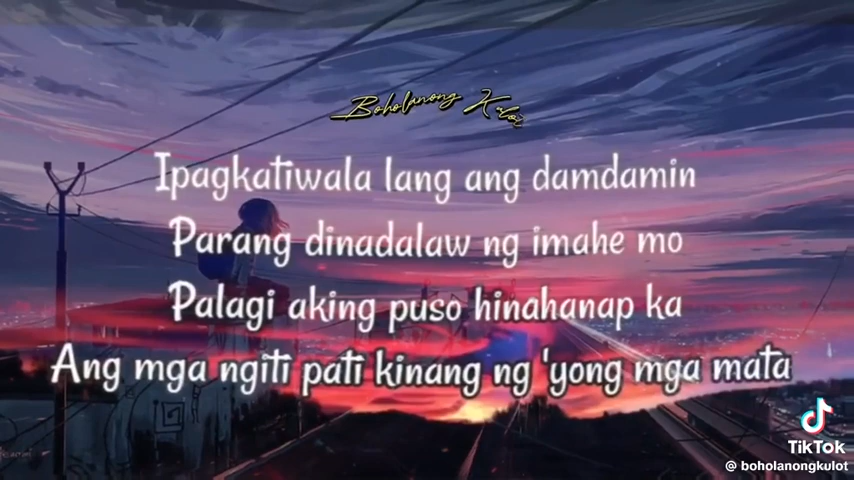 Boholanong Kulot
Ipagkatiwala lang ang damdamin
Parang dinadalaw ng imahe mo
Palagi aking puso hinahanap ka
Ang mga ngiti pati kinang ng 'yong mga mata
TikTok
@ boholanongkulot